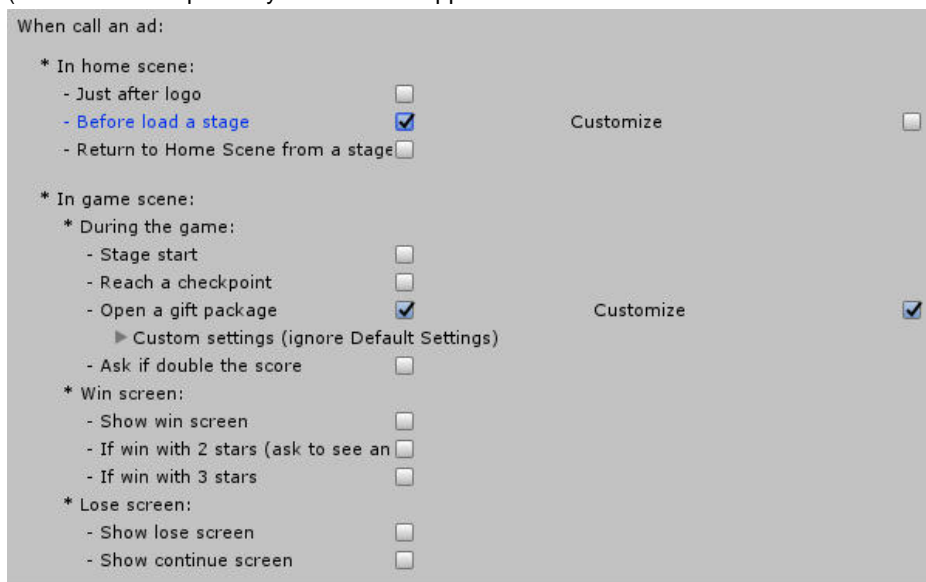 When call an ad:
* In home scene:
- Just after logo
- Before load a stage Customize
- Return to Home Scene from a stage
* In game scene:
* During the game:
- Stage start
- Reach a checkpoint
- Open a gift package Customize
Custom settings (ignore Default Settings)
- Ask if double the score
* Win screen:
- Show win screen
- If win with 2 stars (ask to see an
- If win with 3 stars
* Lose screen:
- Show lose screen
- Show continue screen